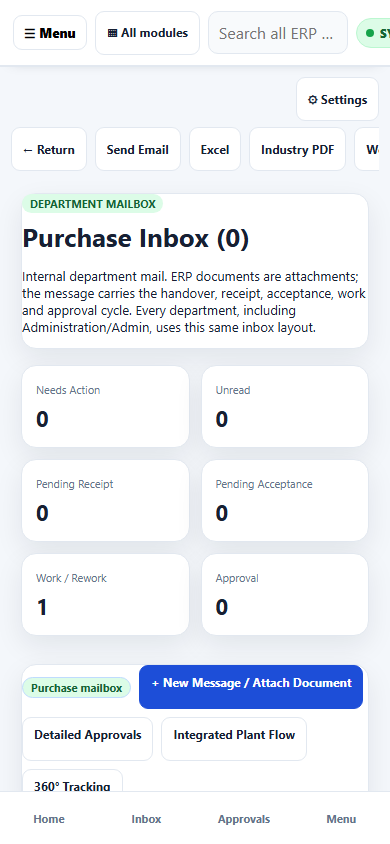 ☰ Menu
▦ All modules
Search all ERP ...
⚙ Settings
← Return
Send Email
Excel
Industry PDF
DEPARTMENT MAILBOX
Purchase Inbox (0)
Internal department mail. ERP documents are attachments;
the message carries the handover, receipt, acceptance, work
and approval cycle. Every department, including
Administration/Admin, uses this same inbox layout.
Needs Action
Unread
0
0
Pending Receipt
Pending Acceptance
0
0
Work / Rework
Approval
1
0
Purchase mailbox
+ New Message / Attach Document
Detailed Approvals
Integrated Plant Flow
360° Tracking
Home
Inbox
Approvals
Menu